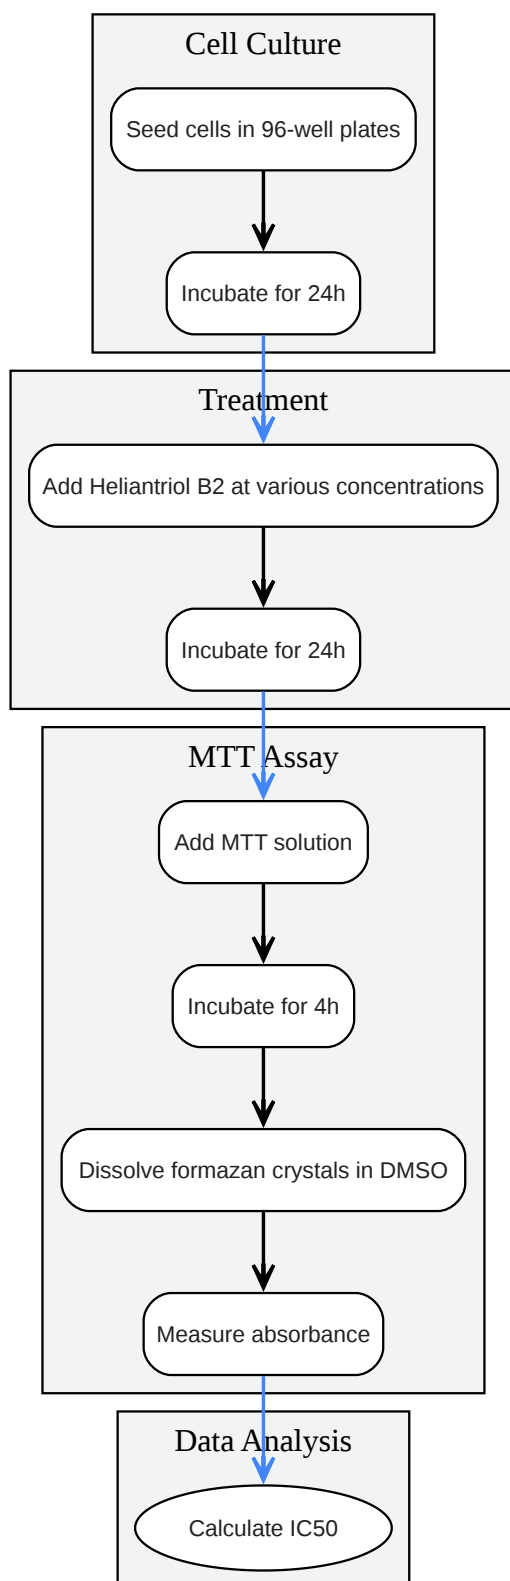 Cell Culture
Seed cells in 96-well plates
Incubate for 24h
Treatment
Add Heliantriol B2 at various concentrations
Incubate for 24h
MTT Assay
Add MTT solution
Incubate for 4h
Dissolve formazan crystals in DMSO
Measure absorbance
Data Analysis
Calculate IC50